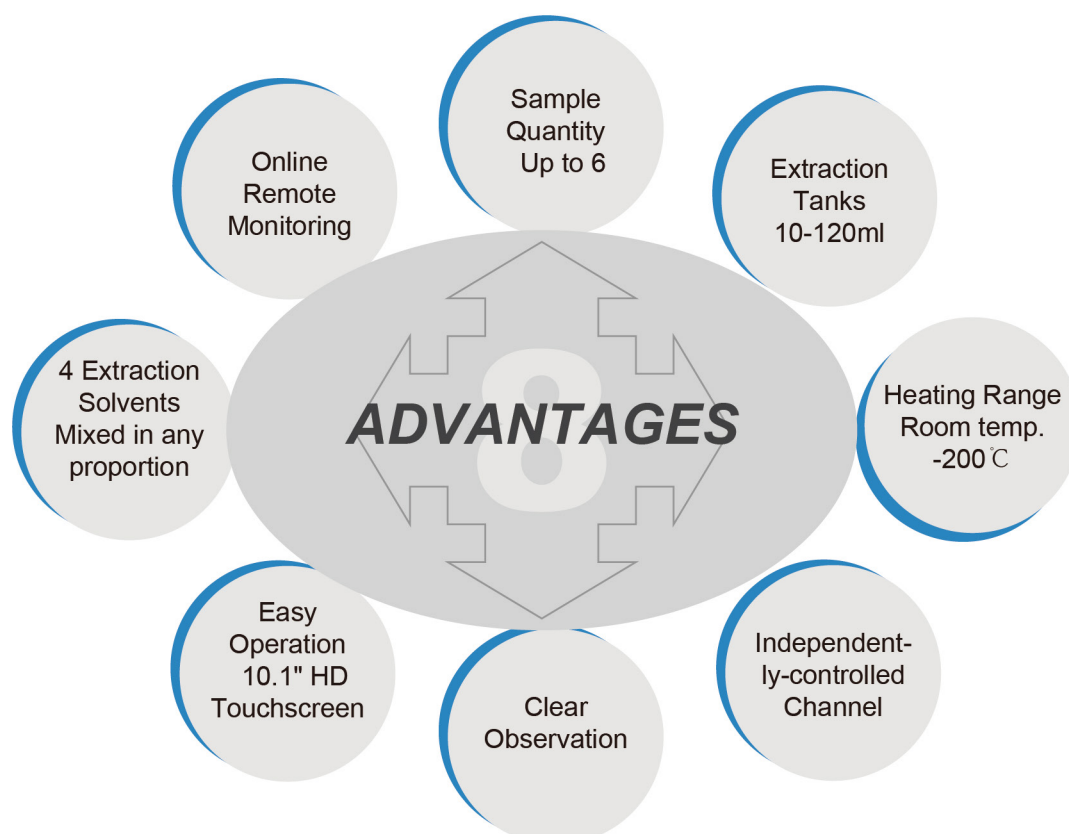 Sample
Quantity
Up to 6
Online
Remote
Monitoring
Extraction
Tanks
10-120ml
4 Extraction
Solvents
Mixed in any
proportion
8
ADVANTAGES
Heating Range
Room temp.
-200℃
Easy
Operation
10.1" HD
Touchscreen
Clear
Observation
Independent-
ly-controlled
Channel